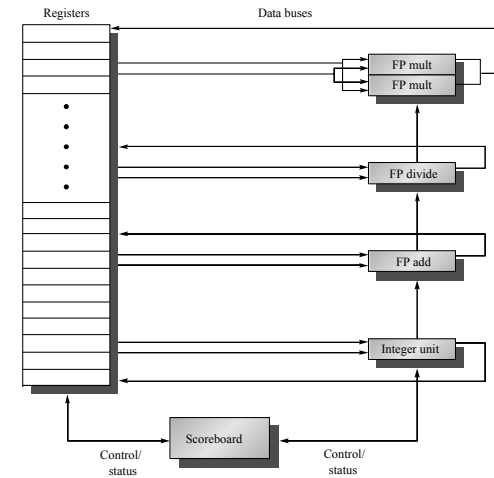 Registers
Data buses
FP mult
FP mult
FP divide
FP add
Integer unit
Scoreboard
Control/
status
Control/
status